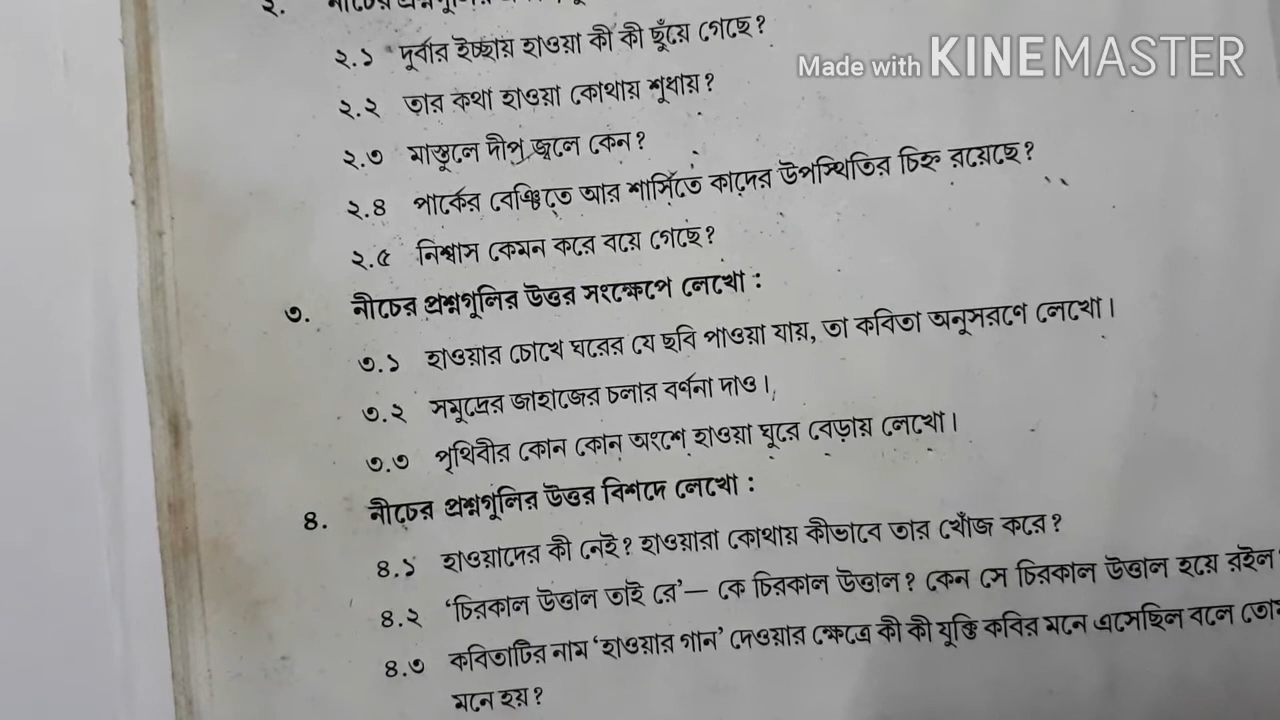 ২. নীচের প্রশ্নগুলির
Made with KINEMASTER
২.১ দুর্বার ইচ্ছায় হাওয়া কী কী ছুঁয়ে গেছে?
২.২ তার কথা হাওয়া কোথায় শুধায়?
২.৩ মাস্তুলে দীপ জ্বলে কেন?
২.৪ পার্কের বেঞ্চিতে আর শার্সিতে কাদের উপস্থিতির চিহ্ন রয়েছে?
২.৫ নিশ্বাস কেমন করে বয়ে গেছে?
৩. নীচের প্রশ্নগুলির উত্তর সংক্ষেপে লেখো :
৩.১ হাওয়ার চোখে ঘরের যে ছবি পাওয়া যায়, তা কবিতা অনুসরণে লেখো।
৩.২ সমুদ্রের জাহাজের চলার বর্ণনা দাও।
৩.৩ পৃথিবীর কোন কোন অংশে হাওয়া ঘুরে বেড়ায় লেখো।
৪. নীচের প্রশ্নগুলির উত্তর বিশদে লেখো :
৪.১ হাওয়াদের কী নেই? হাওয়ারা কোথায় কীভাবে তার খোঁজ করে?
৪.২ ‘চিরকাল উত্তাল তাই রে’— কে চিরকাল উত্তাল? কেন সে চিরকাল উত্তাল হয়ে রইল
৪.৩ কবিতাটির নাম ‘হাওয়ার গান’ দেওয়ার ক্ষেত্রে কী কী যুক্তি কবির মনে এসেছিল বলে
মনে হয়?